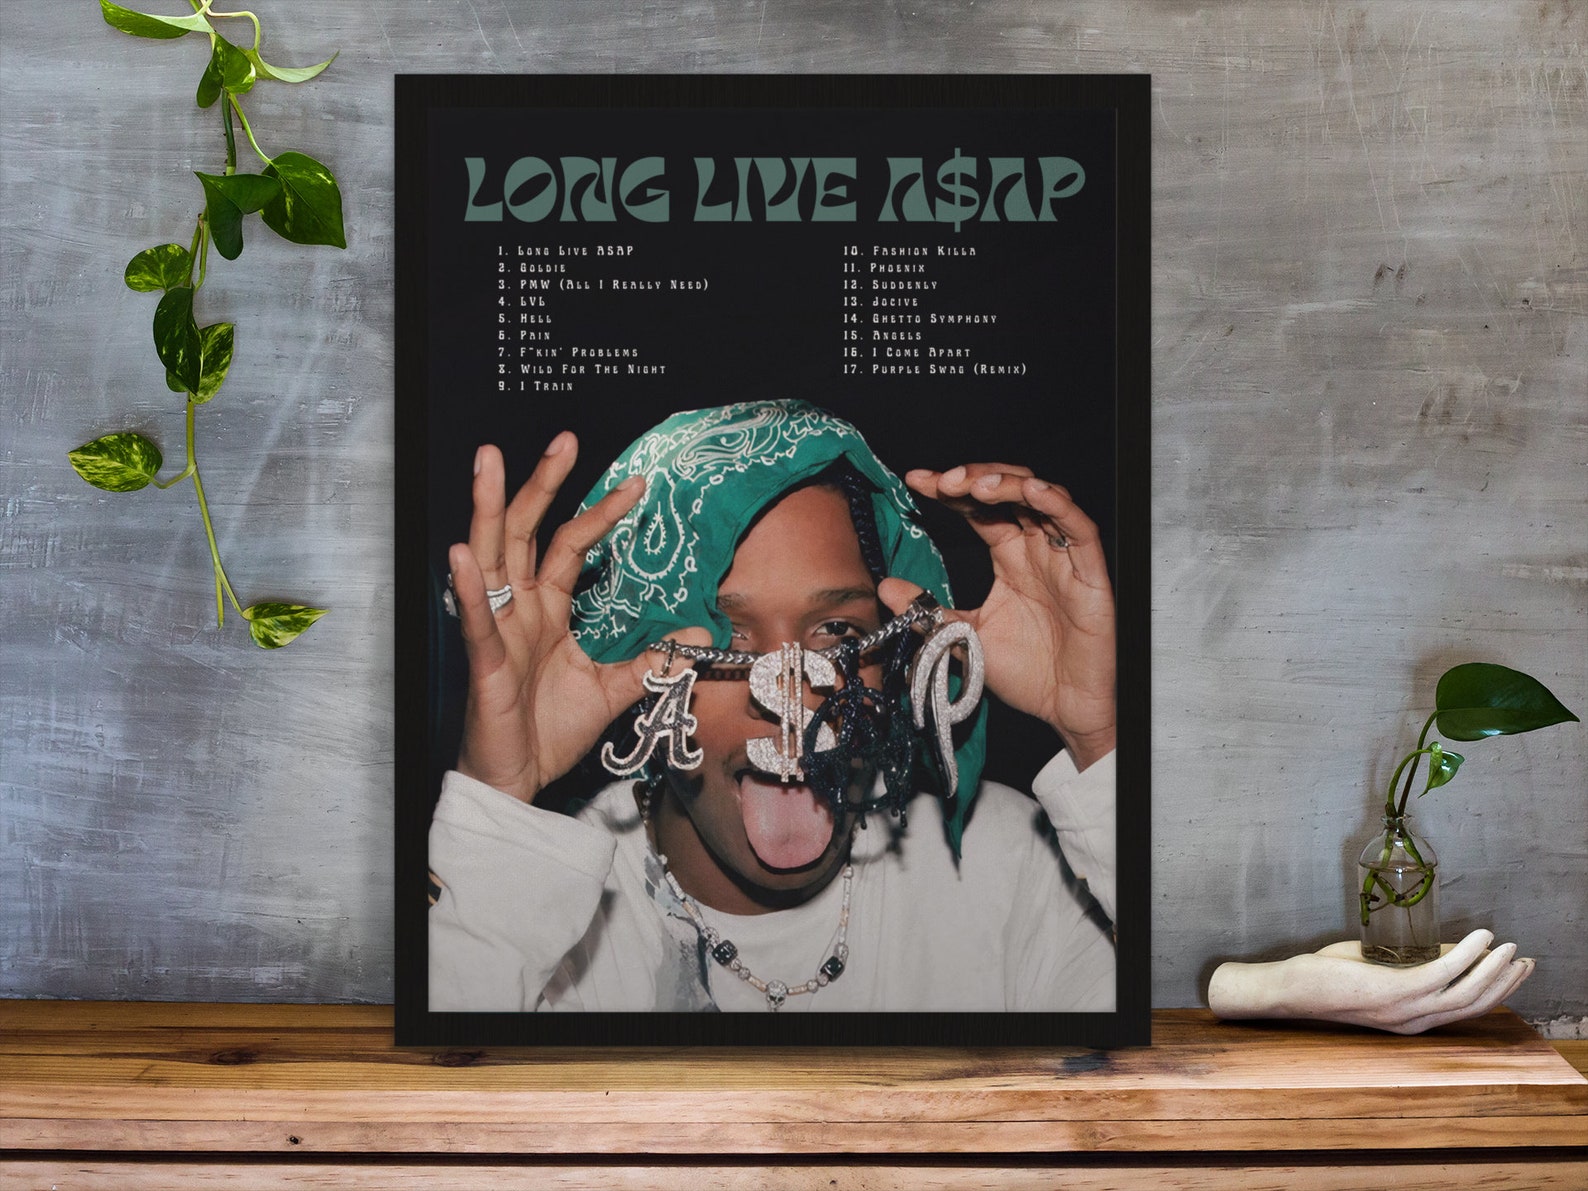 LONG LIVE A$AP
1. Long Live ASAP
2. Goldie
3. PMW (All I Really Need)
4. LVL
5. Hell
6. Pain
7. F*kin' Problems
8. Wild For The Night
9. 1 Train
10. Fashion Killa
11. Phoenix
12. Suddenly
13. Jocive
14. Ghetto Symphony
15. Angels
16. I Come Apart
17. Purple Swag (Remix)
A $ A P